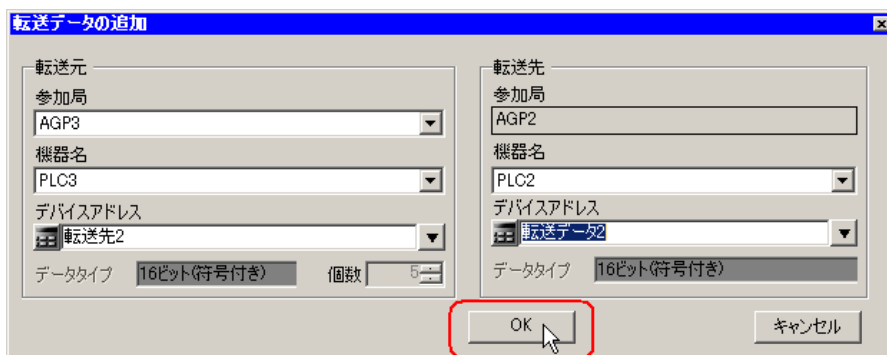 転送データの追加
転送元
参加局
AGP3
機器名
PLC3
デバイスアドレス
転送先2
データタイプ 16ビット(符号付き) 個数 5
転送先
参加局
AGP2
機器名
PLC2
デバイスアドレス
転送データ2
データタイプ 16ビット(符号付き)
OK キャンセル